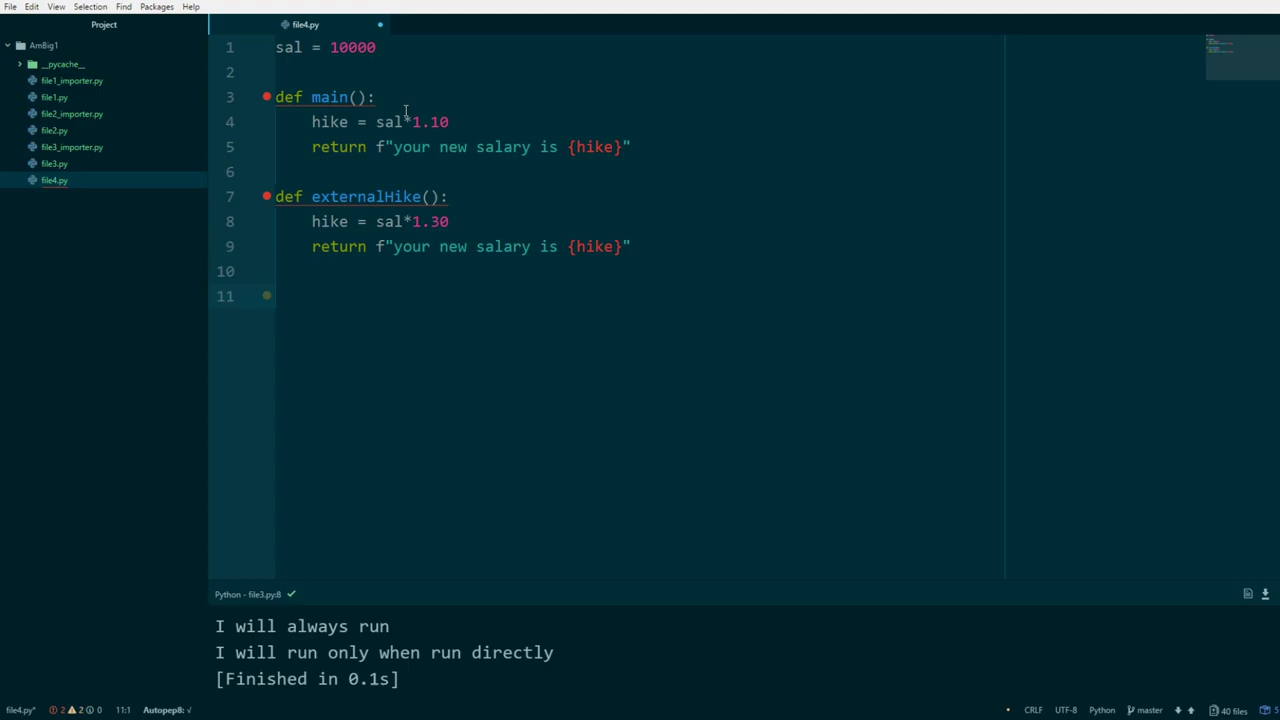 File Edit View Selection Find Packages Help
Project
file4.py
AmBig1
__pycache__
file1_importer.py
file1.py
file2_importer.py
file2.py
file3_importer.py
file3.py
file4.py
1 sal = 10000
2
3 def main():
4 hike = sal*1.10
5 return f"your new salary is {hike}"
6
7 def externalHike():
8 hike = sal*1.30
9 return f"your new salary is {hike}"
10
11
Python - file3.py:8
I will always run
I will run only when run directly
[Finished in 0.1s]
file4.py* 2 2 0 11:1 Autopep8: √ CRLF UTF-8 Python master 40 files 5